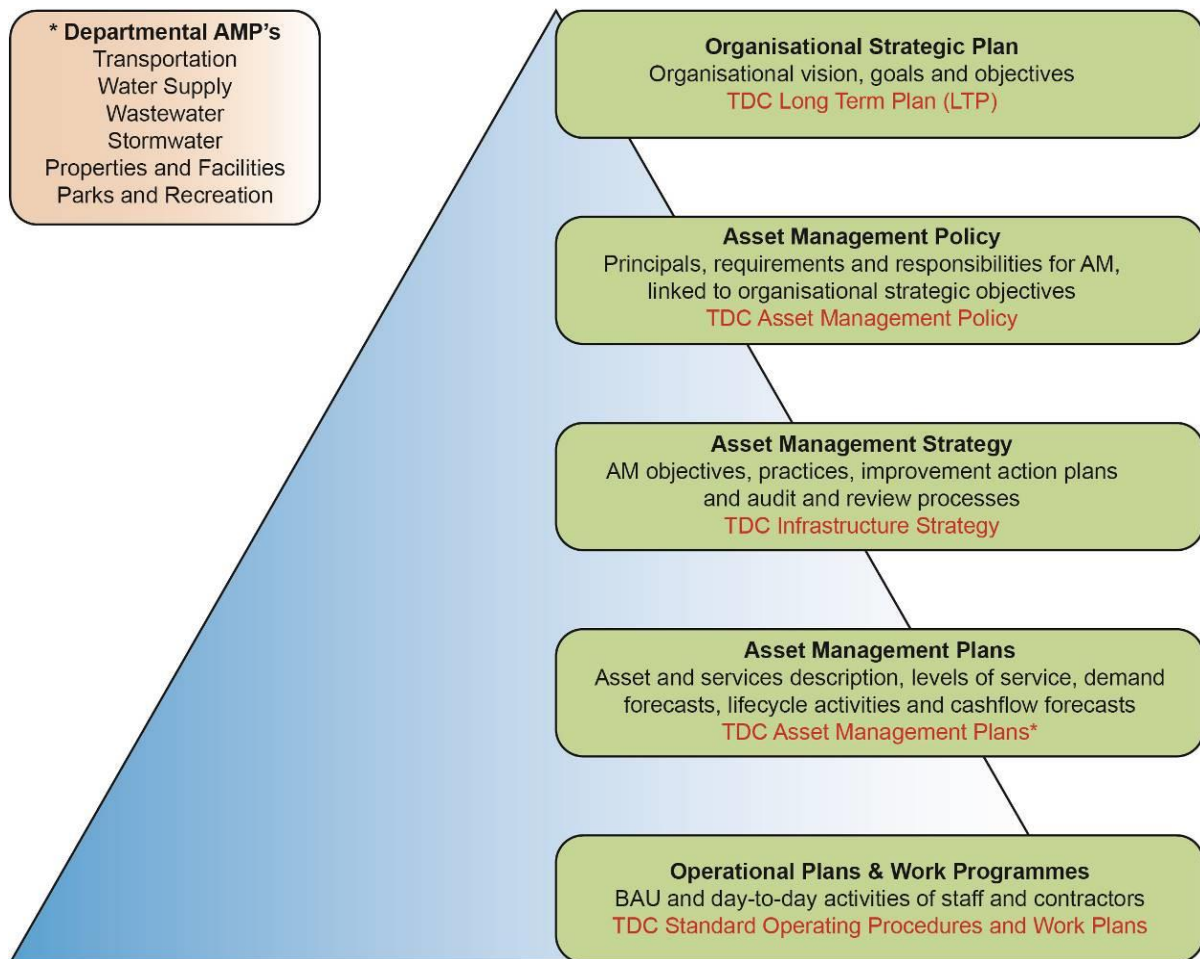 * Departmental AMP's
Transportation
Water Supply
Wastewater
Stormwater
Properties and Facilities
Parks and Recreation
Organisational Strategic Plan
Organisational vision, goals and objectives
TDC Long Term Plan (LTP)
Asset Management Policy
Principals, requirements and responsibilities for AM,
linked to organisational strategic objectives
TDC Asset Management Policy
Asset Management Strategy
AM objectives, practices, improvement action plans
and audit and review processes
TDC Infrastructure Strategy
Asset Management Plans
Asset and services description, levels of service, demand
forecasts, lifecycle activities and cashflow forecasts
TDC Asset Management Plans*
Operational Plans & Work Programmes
BAU and day-to-day activities of staff and contractors
TDC Standard Operating Procedures and Work Plans